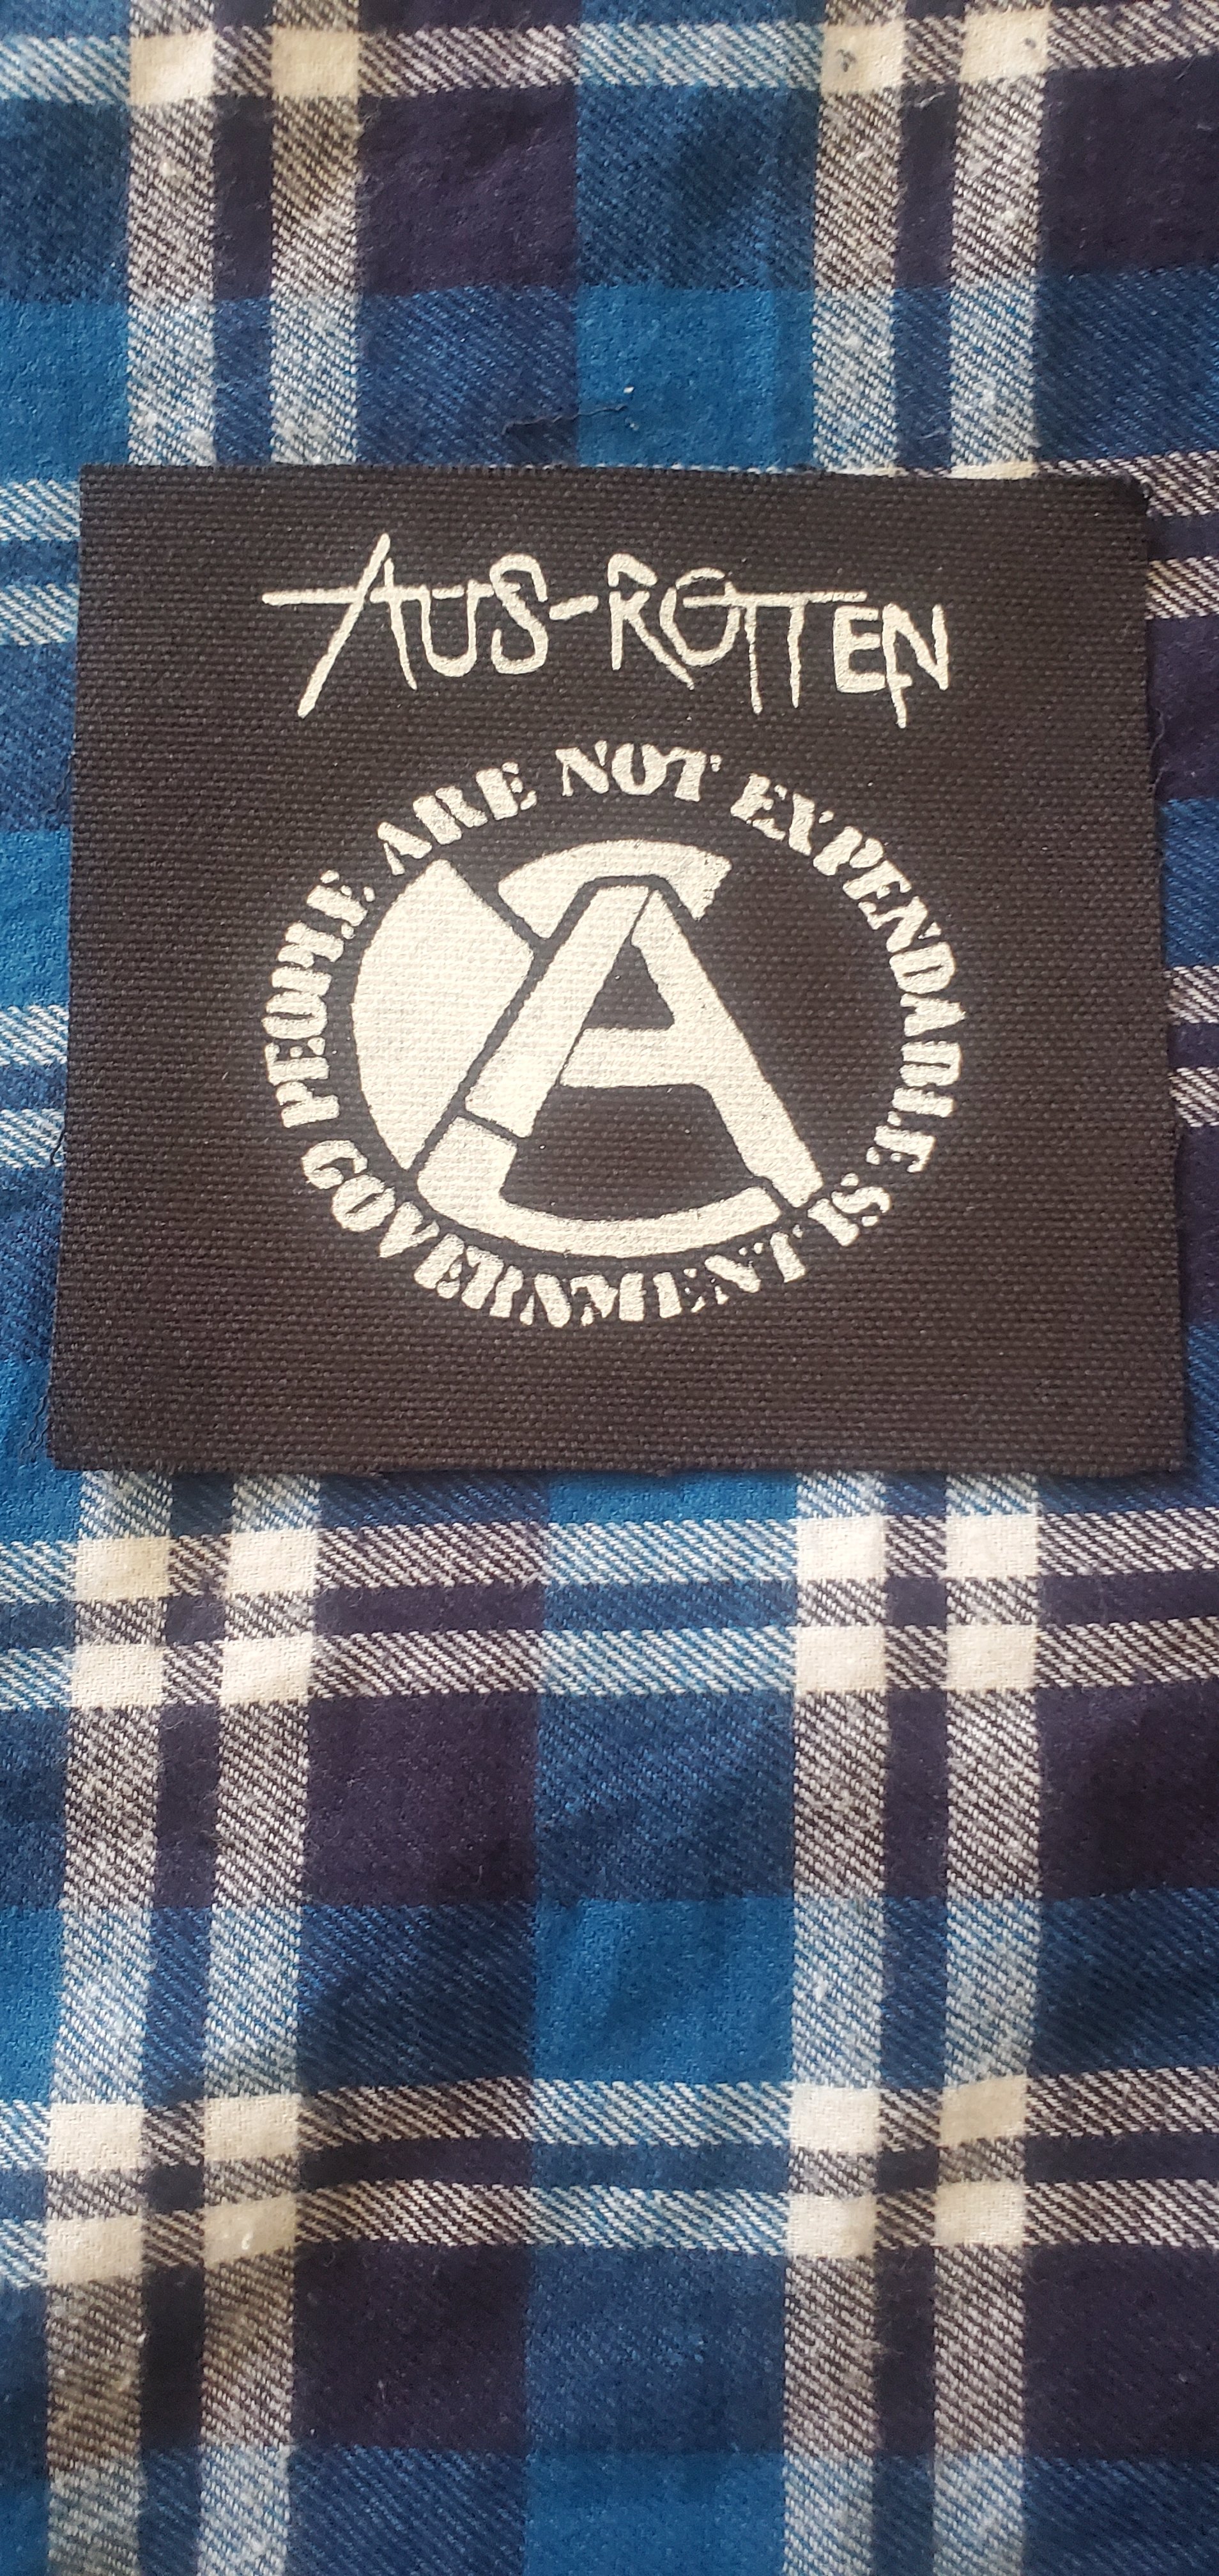 AUS-ROTTEN
PEOPLE ARE NOT EXPENDABLE
GOVERNMENT IS